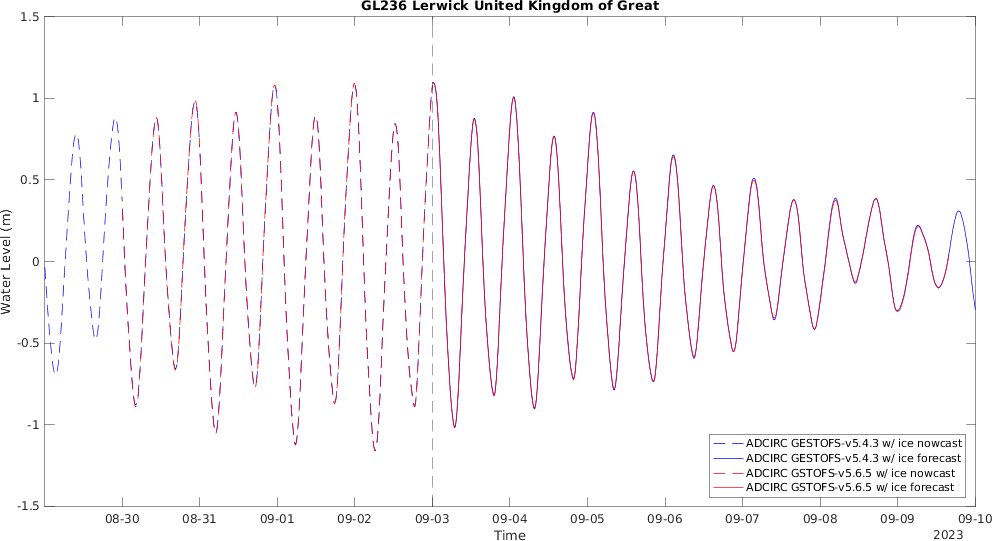 GL236 Lerwick United Kingdom of Great
1.5
1
0.5
0
-0.5
-1
-1.5
Water Level (m)
ADCIRC GESTOFS-v5.4.3 w/ ice nowcast
ADCIRC GESTOFS-v5.4.3 w/ ice forecast
ADCIRC GSTOFS-v5.6.5 w/ ice nowcast
ADCIRC GSTOFS-v5.6.5 w/ ice forecast
08-30 08-31 09-01 09-02 09-03 09-04 09-05 09-06 09-07 09-08 09-09 09-10
Time
2023